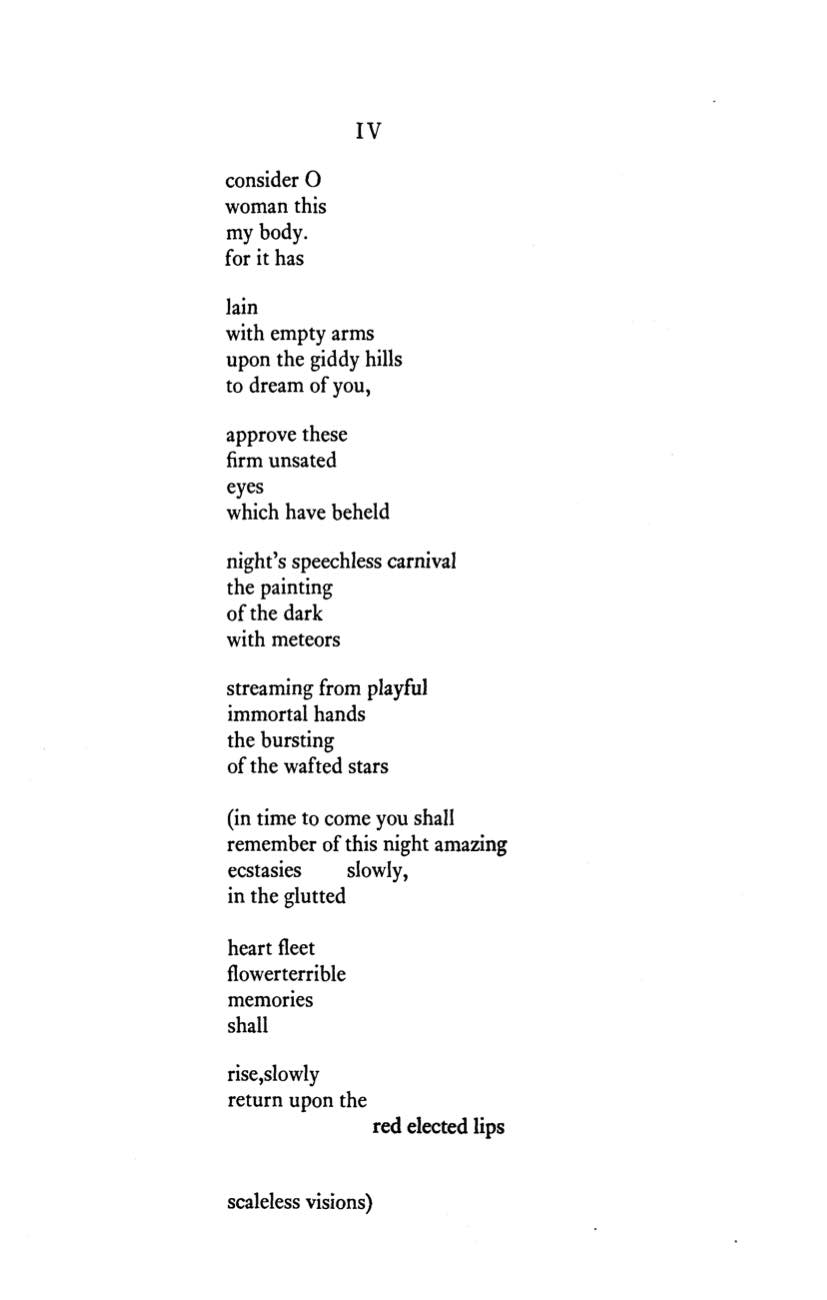 IV
consider O
woman this
my body.
for it has
lain
with empty arms
upon the giddy hills
to dream of you,
approve these
firm unsated
eyes
which have beheld
night's speechless carnival
the painting
of the dark
with meteors
streaming from playful
immortal hands
the bursting
of the wafted stars
(in time to come you shall
remember of this night amazing
ecstasies slowly,
in the glutted
heart fleet
flowerterrible
memories
shall
rise,slowly
return upon the
red elected lips
scaleless visions)